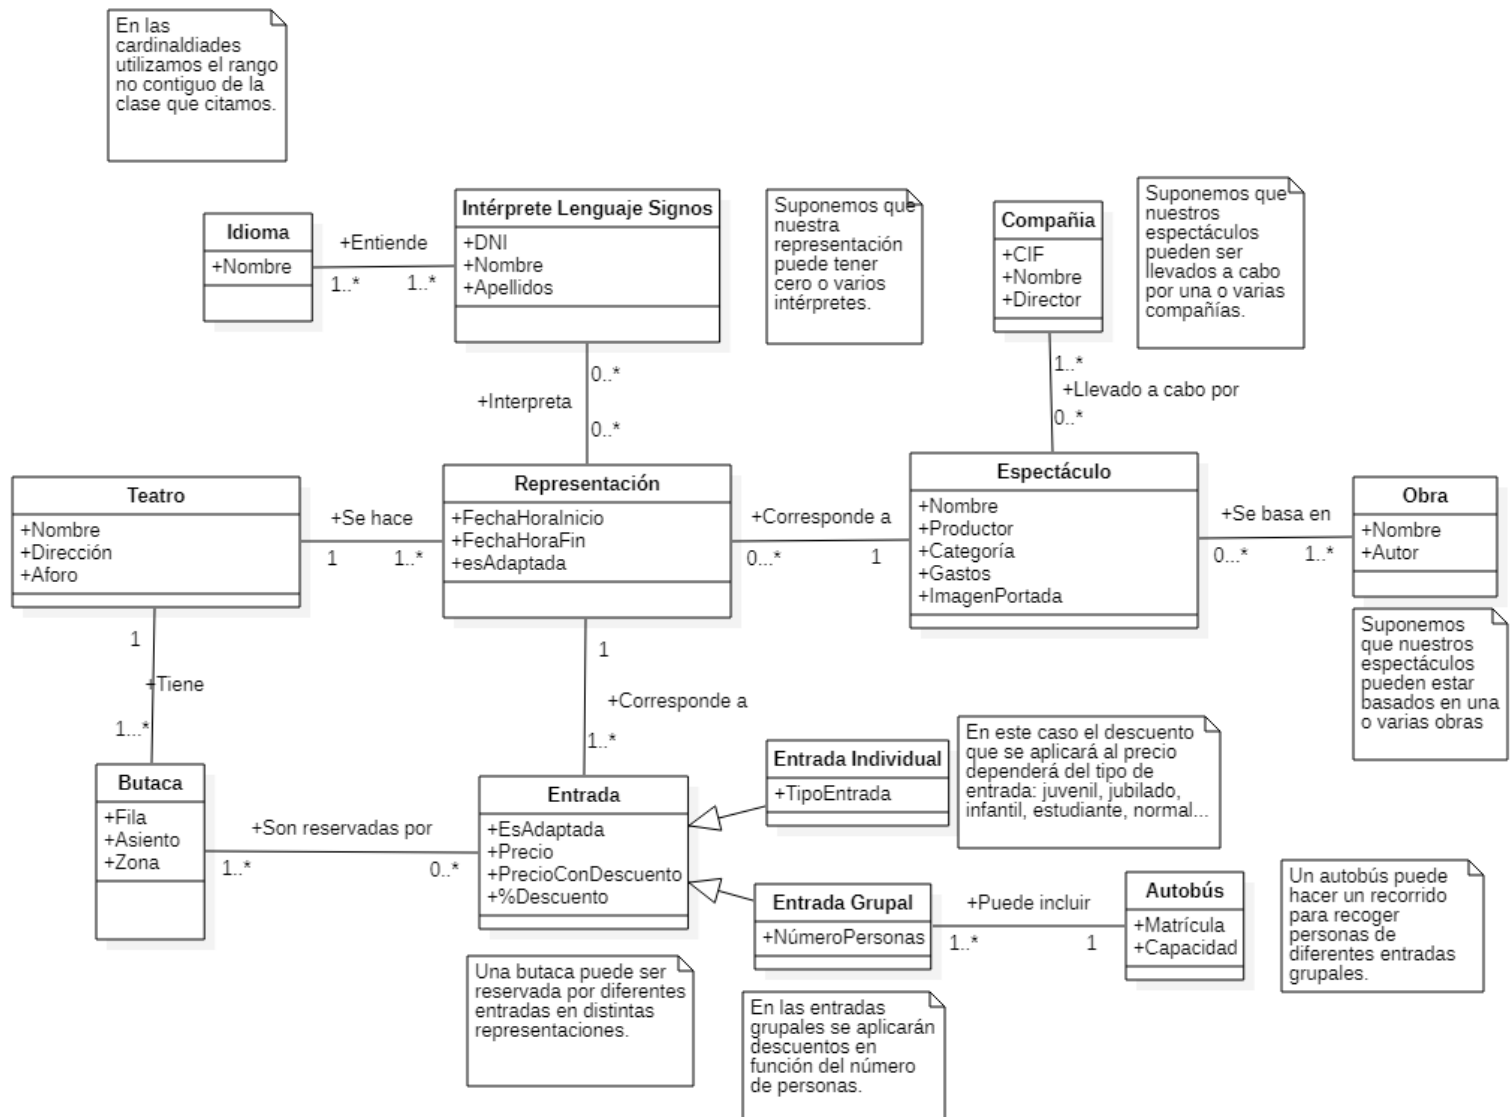 En las
cardinaldiades
utilizamos el rango
no contiguo de la
clase que citamos.
Idioma
+Nombre
+Entiende
1..*
1..*
Intérprete Lenguaje Signos
+DNI
+Nombre
+Apellidos
Suponemos que
nuestra
representación
puede tener
cero o varios
intérpretes.
Compañia
+CIF
+Nombre
+Director
Suponemos que
nuestros
espectáculos
pueden ser
llevados a cabo
por una o varias
compañías.
0..*
+Interpreta
0..*
1..*
+Llevado a cabo por
0..*
Teatro
+Nombre
+Dirección
+Aforo
+Se hace
1
1..*
Representación
+FechaHoraInicio
+FechaHoraFin
+esAdaptada
+Corresponde a
0...*
1
Espectáculo
+Nombre
+Productor
+Categoría
+Gastos
+ImagenPortada
+Se basa en
0...*
1..*
Obra
+Nombre
+Autor
Suponemos
que nuestros
espectáculos
pueden estar
basados en una
o varias obras
1
+Tiene
1...*
1
+Corresponde a
1..*
Butaca
+Fila
+Asiento
+Zona
+Son reservadas por
1..*
0..*
Entrada
+EsAdaptada
+Precio
+PrecioConDescuento
+%Descuento
Entrada Individual
+TipoEntrada
En este caso el descuento
que se aplicará al precio
dependerá del tipo de
entrada: juvenil, jubilado,
infantil, estudiante, normal...
Entrada Grupal
+NúmeroPersonas
+Puede incluir
1..*
1
Autobús
+Matrícula
+Capacidad
Un autobús puede
hacer un recorrido
para recoger
personas de
diferentes entradas
grupales.
Una butaca puede ser
reservada por diferentes
entradas en distintas
representaciones.
En las entradas
grupales se aplicarán
descuentos en
función del número
de personas.